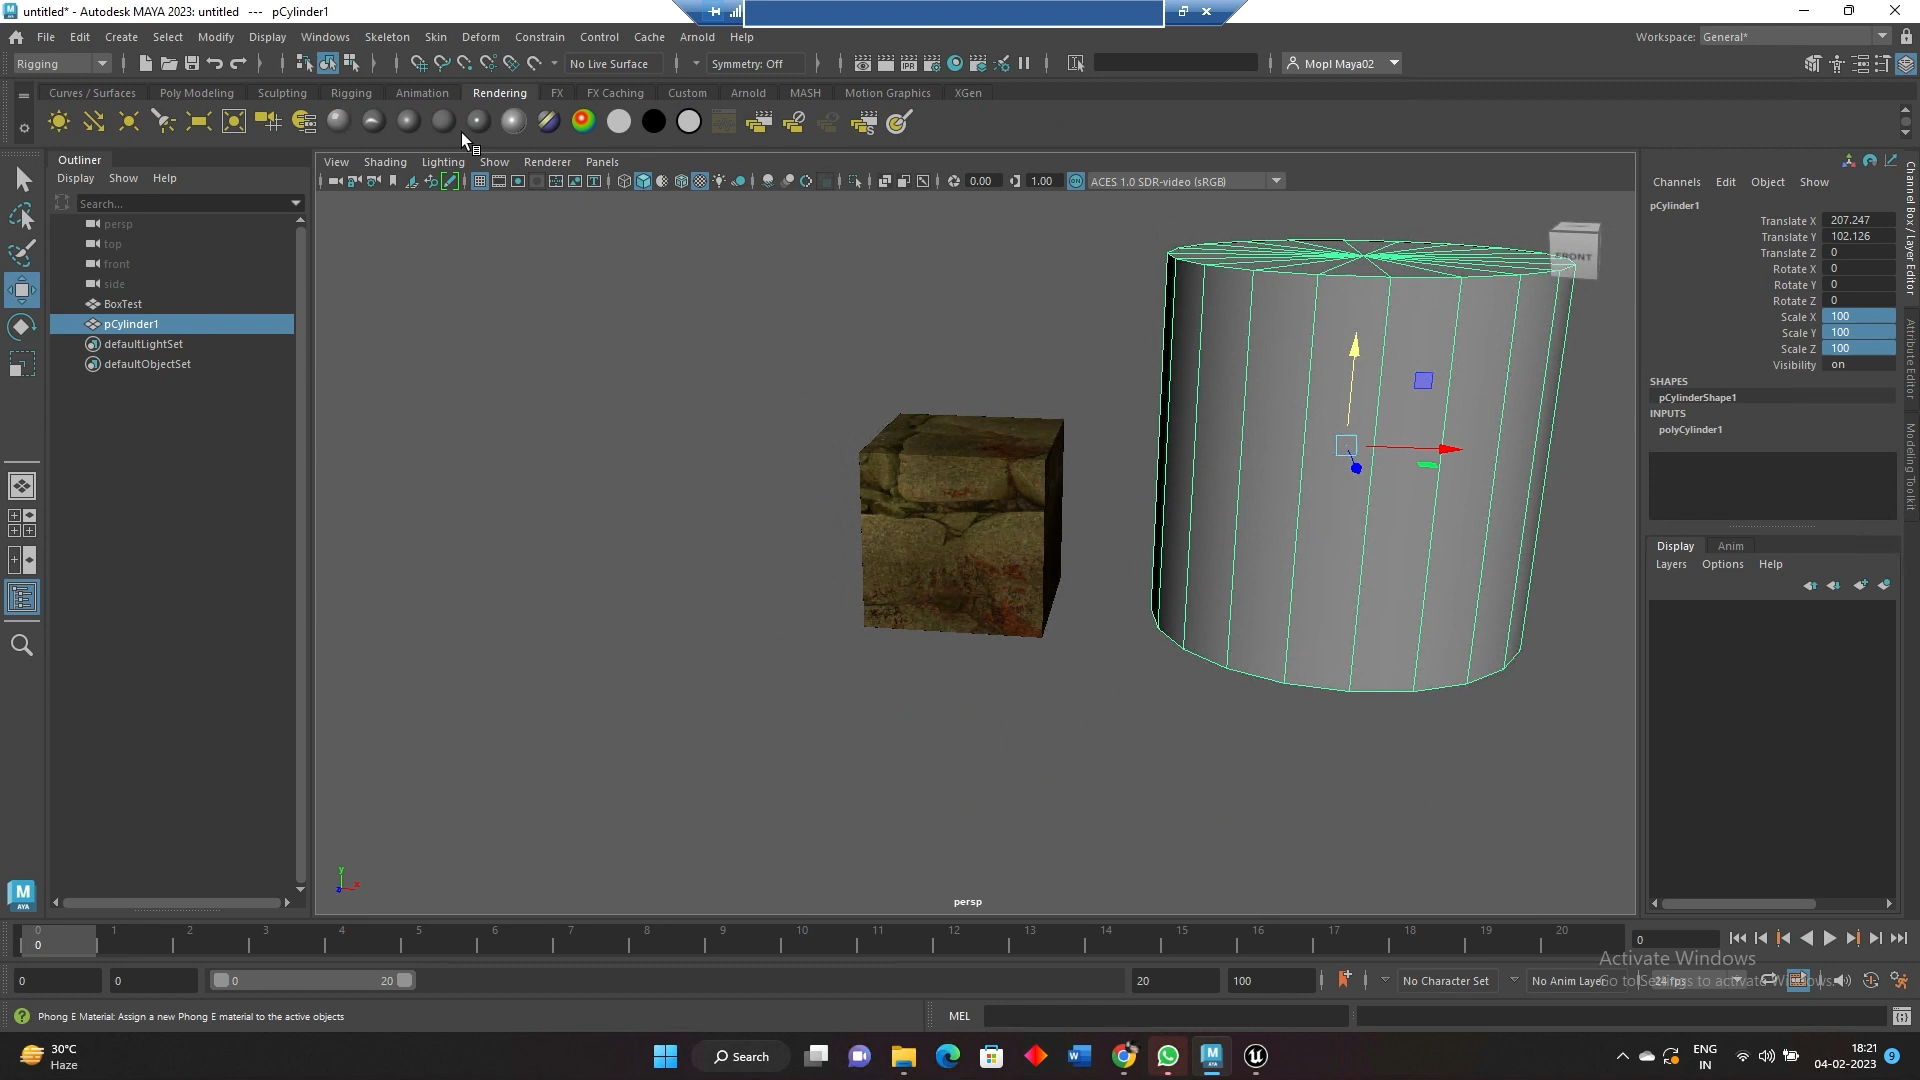 untitled* - Autodesk MAYA 2023: untitled --- pCylinder1
File Edit Create Select Modify Display Windows Skeleton Skin Deform Constrain Control Cache Arnold Help
Workspace: General*
Rigging No Live Surface Symmetry: Off Mopl Maya02
Curves / Surfaces Poly Modeling Sculpting Rigging Animation Rendering FX FX Caching Custom Arnold MASH Motion Graphics XGen
IPR
S
Outliner
Display Show Help
Search...
persp
top
front
side
BoxTest
pCylinder1
defaultLightSet
defaultObjectSet
View Shading Lighting Show Renderer Panels
0.00 1.00 ON ACES 1.0 SDR-video (sRGB)
FRONT
y
x
z
persp
Channels Edit Object Show
pCylinder1
Translate X 207.247
Translate Y 102.126
Translate Z 0
Rotate X 0
Rotate Y 0
Rotate Z 0
Scale X 100
Scale Y 100
Scale Z 100
Visibility on
SHAPES
pCylinderShape1
INPUTS
polyCylinder1
Display Anim
Layers Options Help
Channel Box / Layer Editor
Attribute Editor
Modeling Toolkit
M
AYA
0 1 2 3 4 5 6 7 8 9 10 11 12 13 14 15 16 17 18 19 20
0
0
0 0 0 20 20 100 No Character Set No Anim Layer 24 fps
Activate Windows
Go to Settings to activate Windows.
Phong E Material: Assign a new Phong E material to the active objects
MEL
30°C
Haze
Search
ENG
IN
18:21
04-02-2023
9